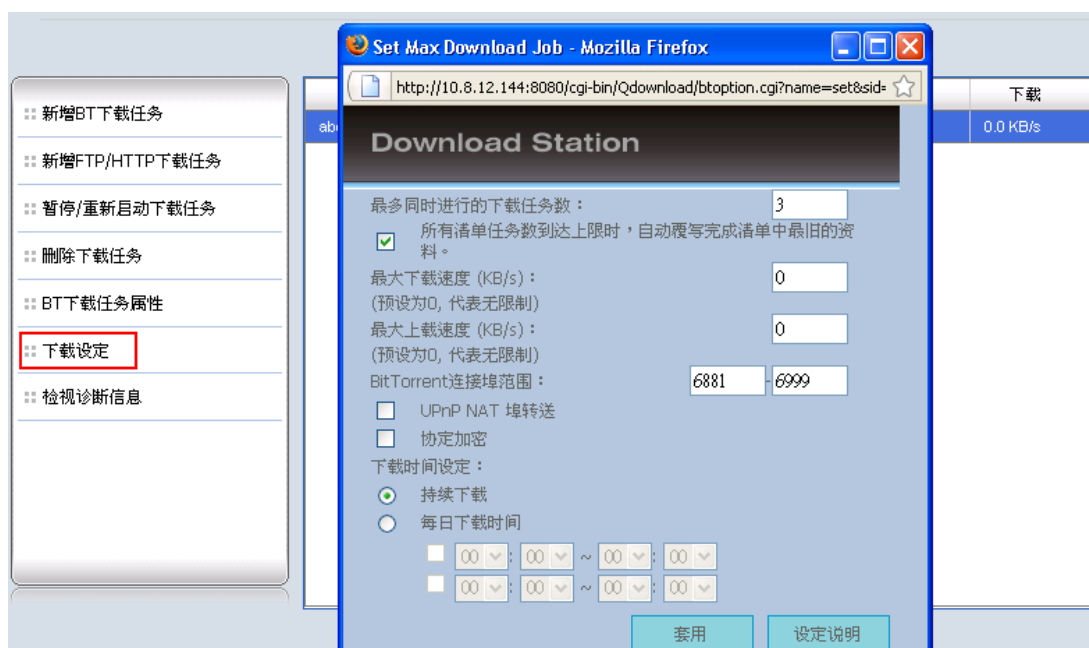 Set Max Download Job - Mozilla Firefox
http://10.8.12.144:8080/cgi-bin/Qdownload/btoption.cgi?name=set&sid=
新增BT下载任务
新增FTP/HTTP下载任务
暂停/重新启动下载任务
删除下载任务
BT下载任务属性
下载设定
检视诊断信息
下载
0.0 KB/s
Download Station
最多同时进行的下载任务数：
3
所有清单任务数到达上限时，自动覆写完成清单中最旧的资
料。
最大下载速度 (KB/s)：
0
(预设为0, 代表无限制)
最大上载速度 (KB/s)：
0
(预设为0, 代表无限制)
BitTorrent连接埠范围：
6881 - 6999
UPnP NAT 埠转送
协定加密
下载时间设定：
持续下载
每日下载时间
00 : 00 ~ 00 : 00
00 : 00 ~ 00 : 00
套用
设定说明